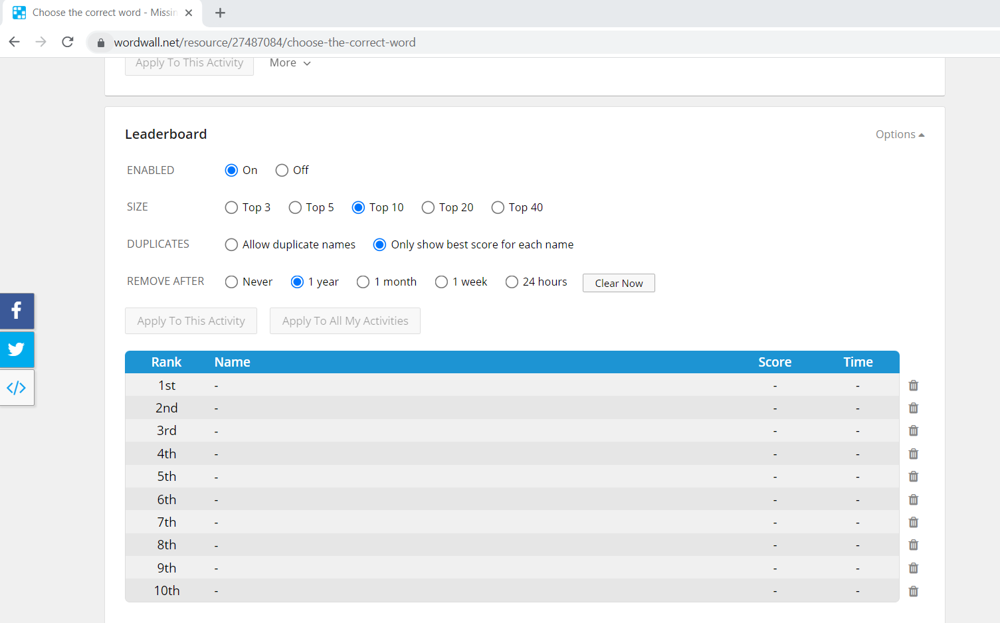 Choose the correct word - Missin
wordwall.net/resource/27487084/choose-the-correct-word
Apply To This Activity More
Leaderboard Options
ENABLED On Off
SIZE Top 3 Top 5 Top 10 Top 20 Top 40
DUPLICATES Allow duplicate names Only show best score for each name
REMOVE AFTER Never 1 year 1 month 1 week 24 hours Clear Now
Apply To This Activity Apply To All My Activities
Rank Name Score Time
1st - - -
2nd - - -
3rd - - -
4th - - -
5th - - -
6th - - -
7th - - -
8th - - -
9th - - -
10th - - -